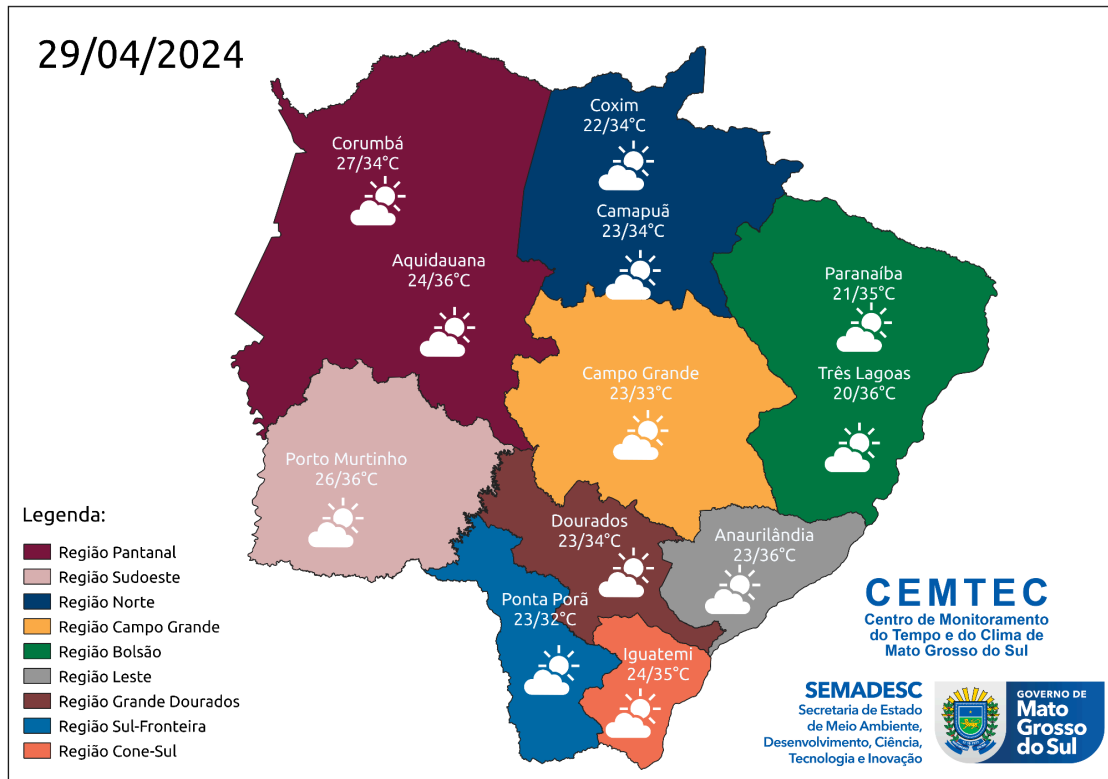 29/04/2024
Coxim
22/34°C
Corumbá
27/34°C
Camapuã
23/34°C
Aquidauana
24/36°C
Paranaíba
21/35°C
Campo Grande
23/33°C
Três Lagoas
20/36°C
Porto Murtinho
26/36°C
Dourados
23/34°C
Anaurilândia
23/36°C
Ponta Porã
23/32°C
Iguatemi
24/35°C
Legenda:
Região Pantanal
Região Sudoeste
Região Norte
Região Campo Grande
Região Bolsão
Região Leste
Região Grande Dourados
Região Sul-Fronteira
Região Cone-Sul
CEMTEC
Centro de Monitoramento
do Tempo e do Clima de
Mato Grosso do Sul
SEMADESC
Secretaria de Estado
de Meio Ambiente,
Desenvolvimento, Ciência,
Tecnologia e Inovação
GOVERNO DE
Mato
Grosso
do Sul